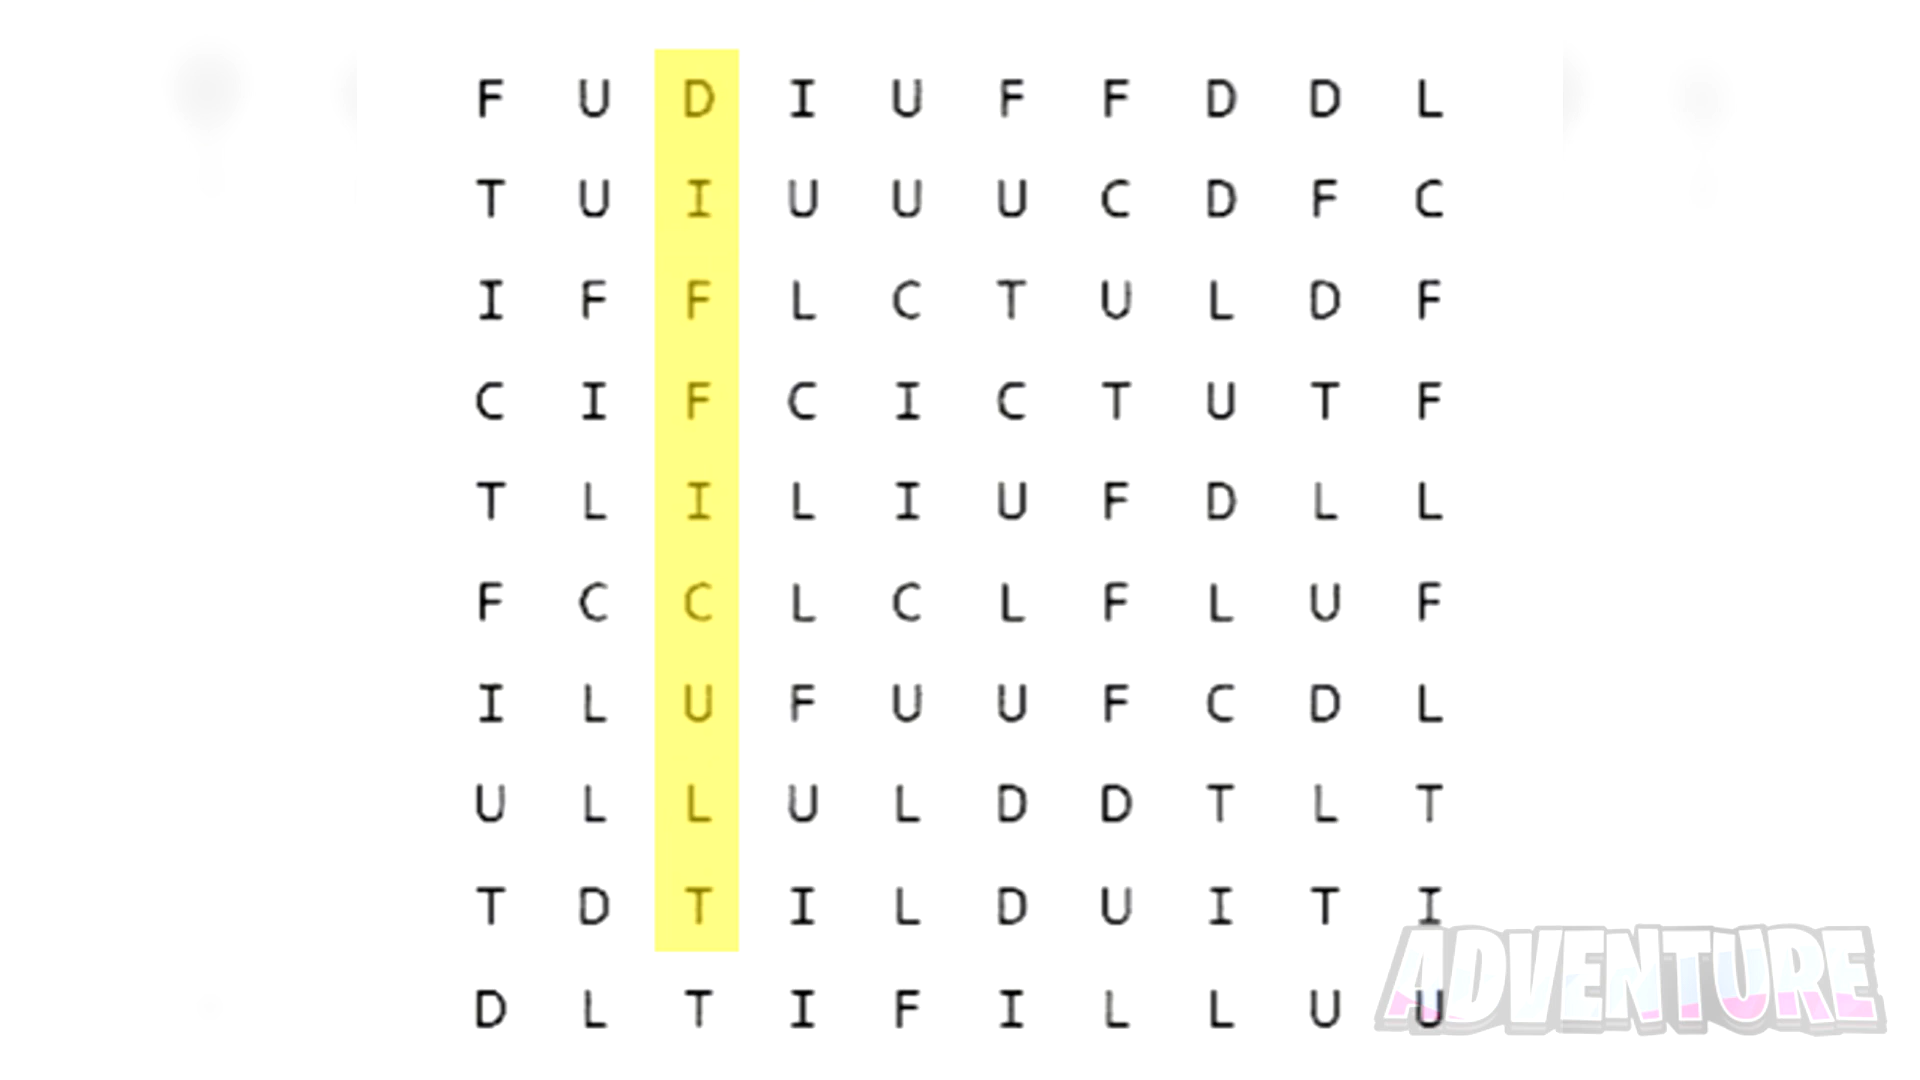 F U D I U F F D D L
T U I U U U C D F C
I F F L C T U L D F
C I F C I C T U T F
T L I L I U F D L L
F C C L C L F L U F
I L U F U U F C D L
U L L U L D D T L T
T D T I L D U I T I
D L T I F I L L U U
ADVENTURE